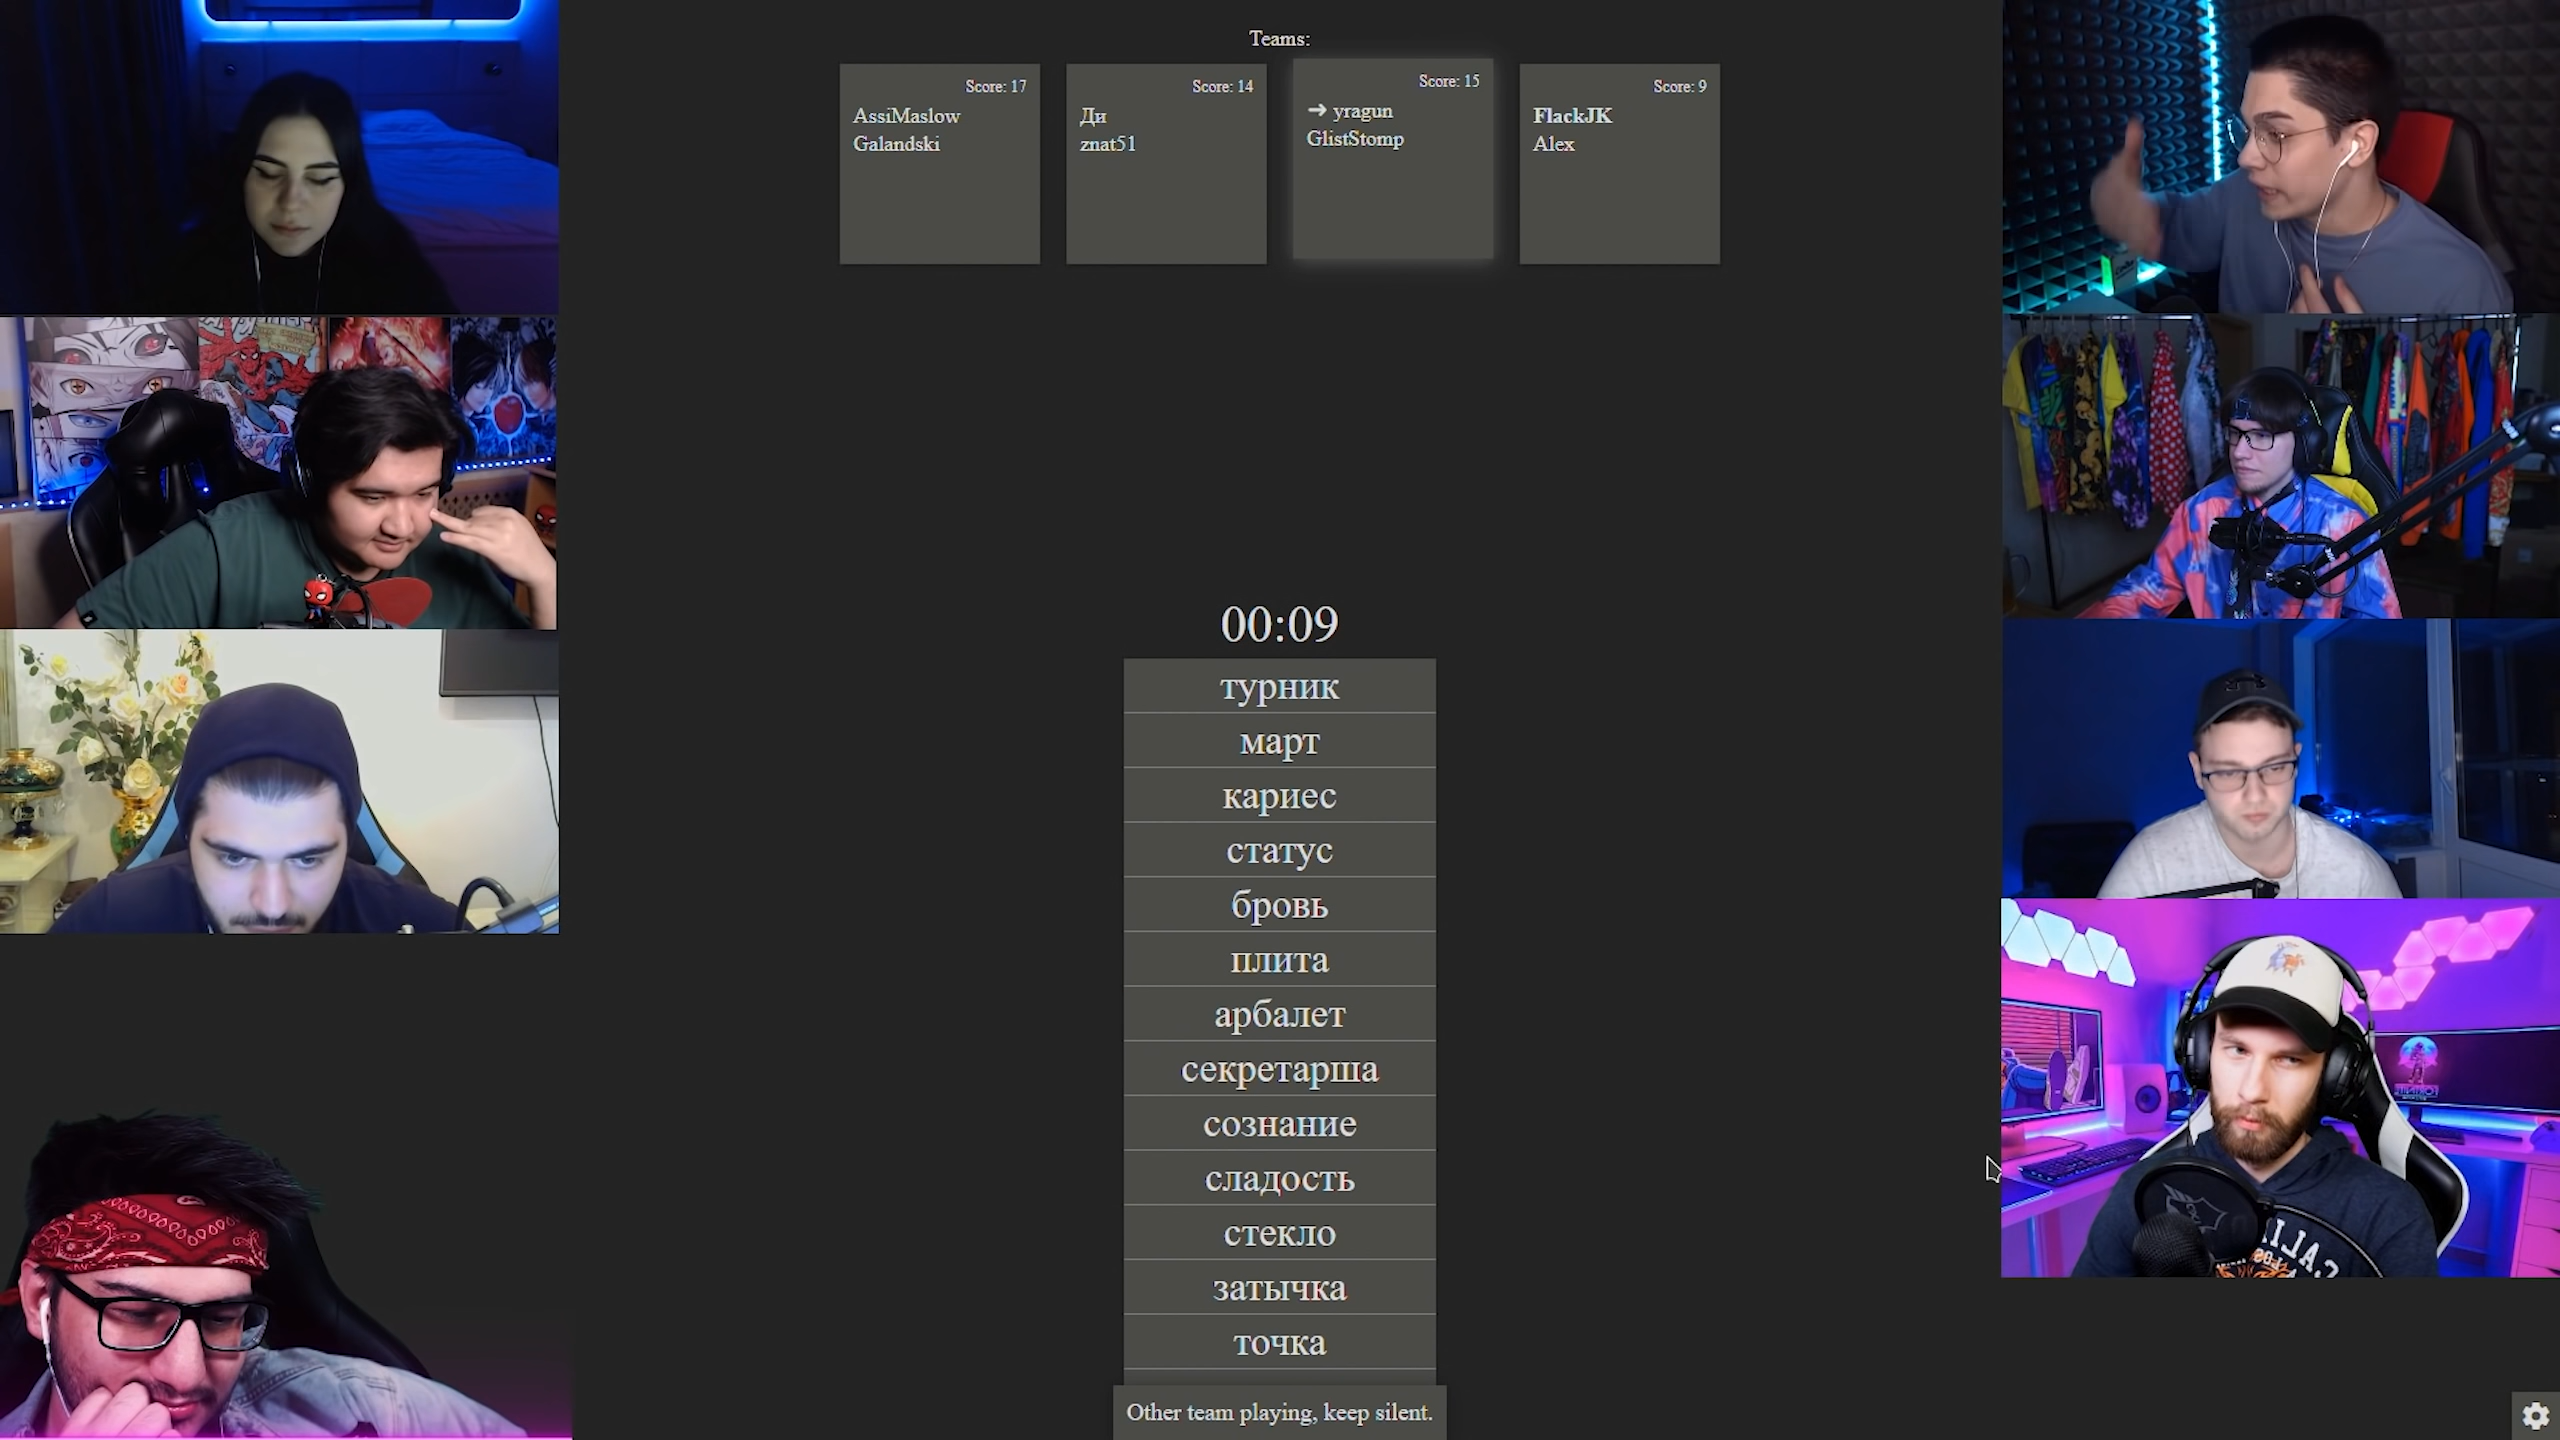 Teams:
Score: 17
AssiMaslow
Galandski
Score: 14
Ди
znat51
Score: 15
➔ yragun
GlistStomp
Score: 9
FlackJK
Alex
00:09
турник
март
кариес
статус
бровь
плита
арбалет
секретарша
сознание
сладость
стекло
затычка
точка
Other team playing, keep silent.